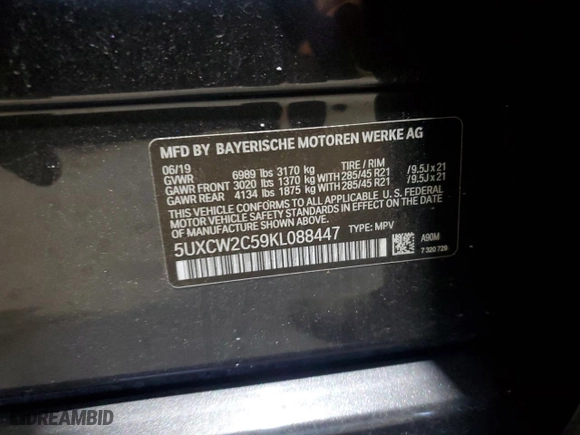 MFD BY BAYERISCHE MOTOREN WERKE AG
06/19
GVWR 6989 lbs 3170 kg TIRE / RIM
GAWR FRONT 3020 lbs 1370 kg WITH 285/45 R21 /9.5J x 21
GAWR REAR 4134 lbs 1875 kg WITH 285/45 R21 /9.5J x 21
THIS VEHICLE CONFORMS TO ALL APPLICABLE U. S. FEDERAL
MOTOR VEHICLE SAFETY STANDARDS IN EFFECT ON THE DATE OF
MANUFACTURE SHOWN ABOVE.
5UXCW2C59KL088447 TYPE: MPV
A90M
7 320 729